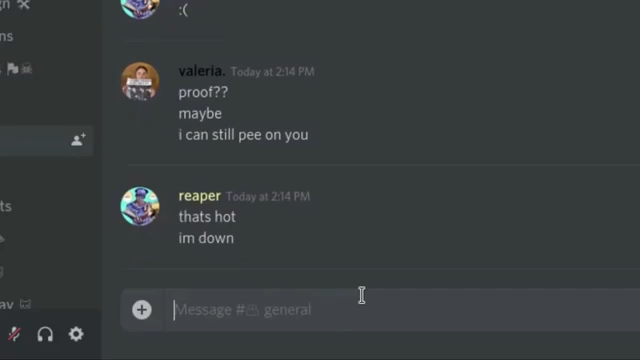 :(
valeria. Today at 2:14 PM
proof??
maybe
i can still pee on you
reaper Today at 2:14 PM
thats hot
im down
Message # general